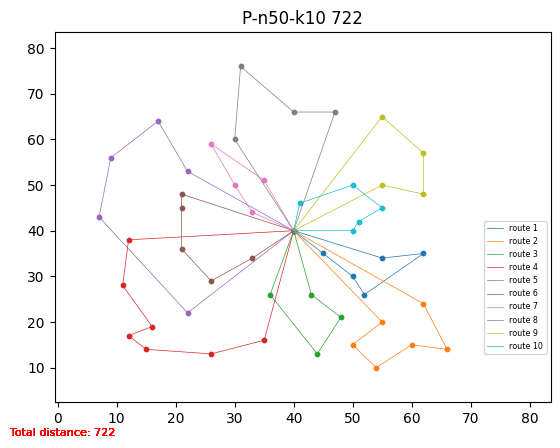 P-n50-k10 722
80
70
60
50
40
30
20
10
0 10 20 30 40 50 60 70 80
route 1
route 2
route 3
route 4
route 5
route 6
route 7
route 8
route 9
route 10
Total distance: 722